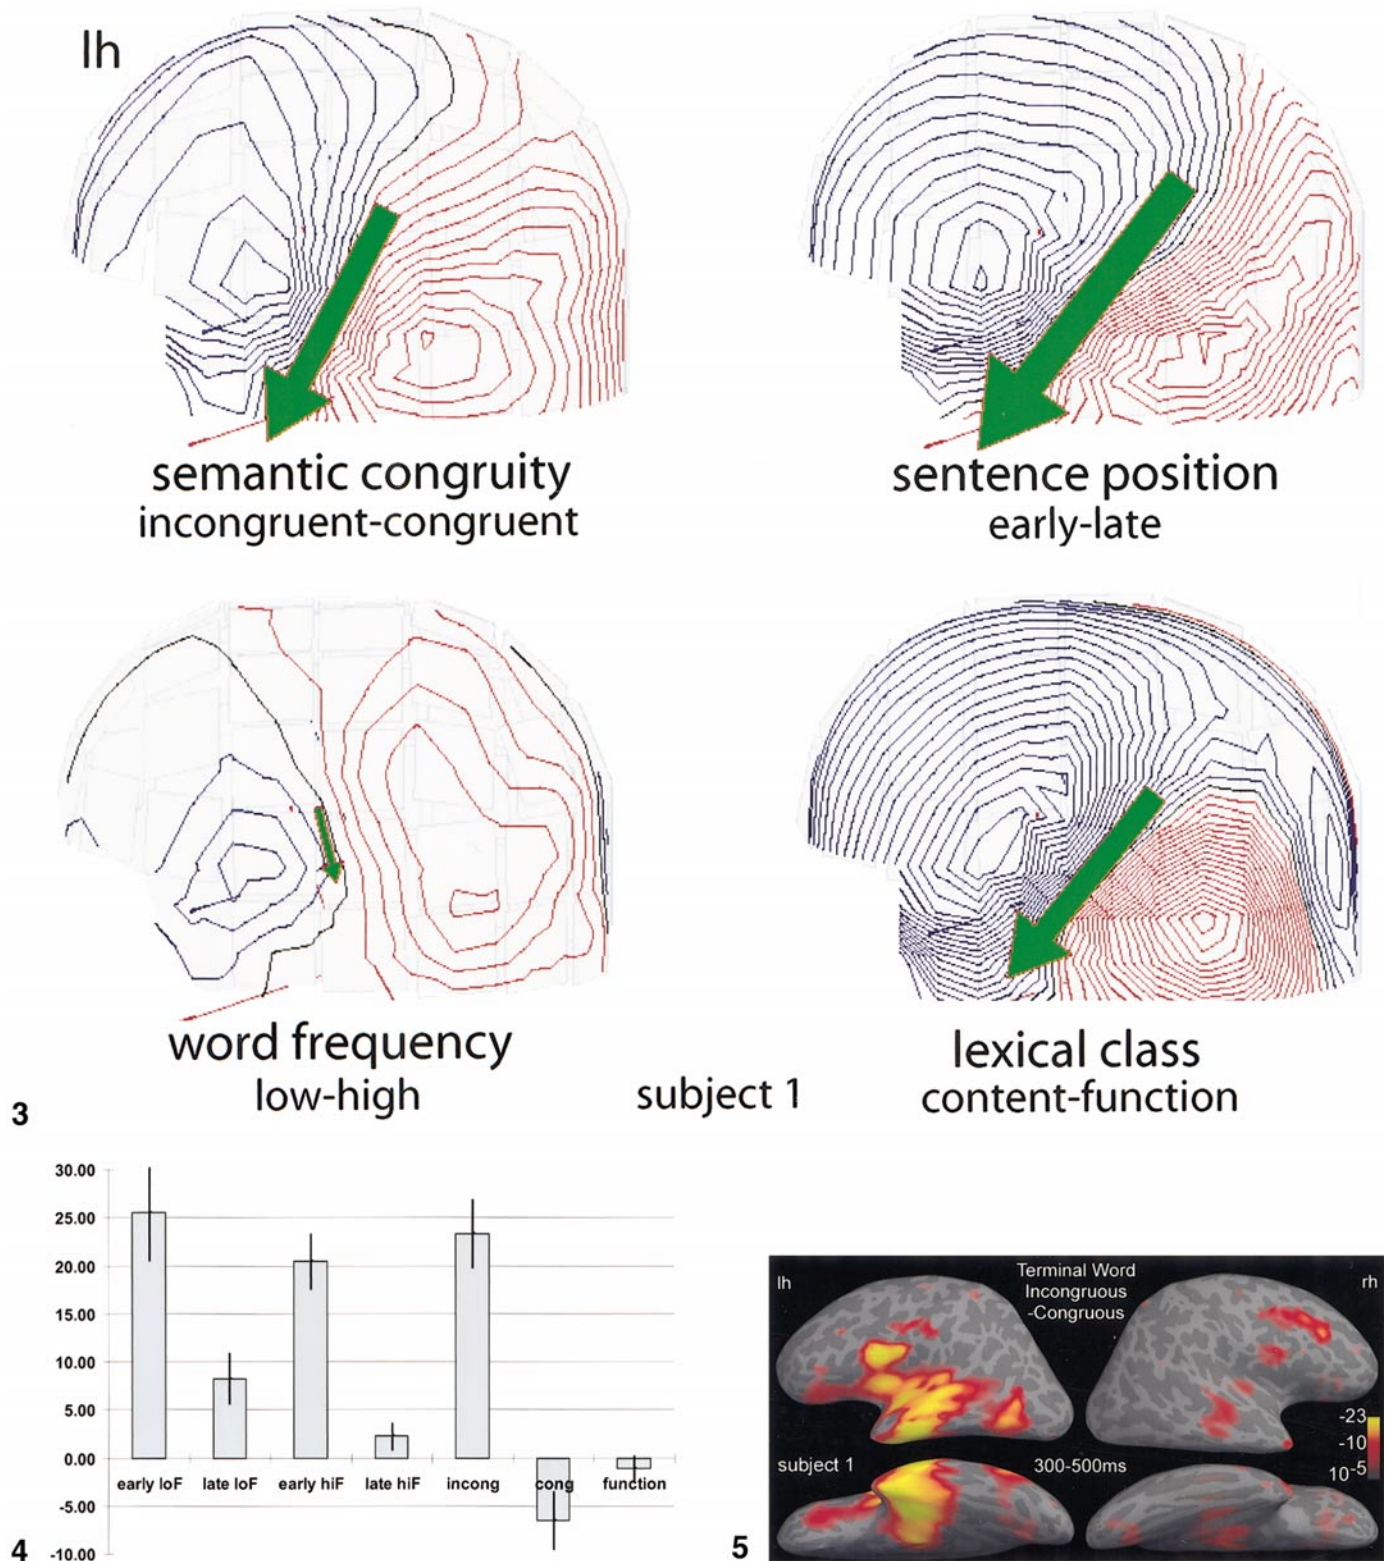 lh
semantic congruity
incongruent-congruent
sentence position
early-late
word frequency
low-high
lexical class
content-function
subject 1
3
30.00
25.00
20.00
15.00
10.00
5.00
0.00
-5.00
-10.00
early loF
late loF
early hiF
late hiF
incong
cong
function
4
lh
Terminal Word
Incongruous
-Congruous
rh
subject 1
300-500ms
-23
-10
10-5
5